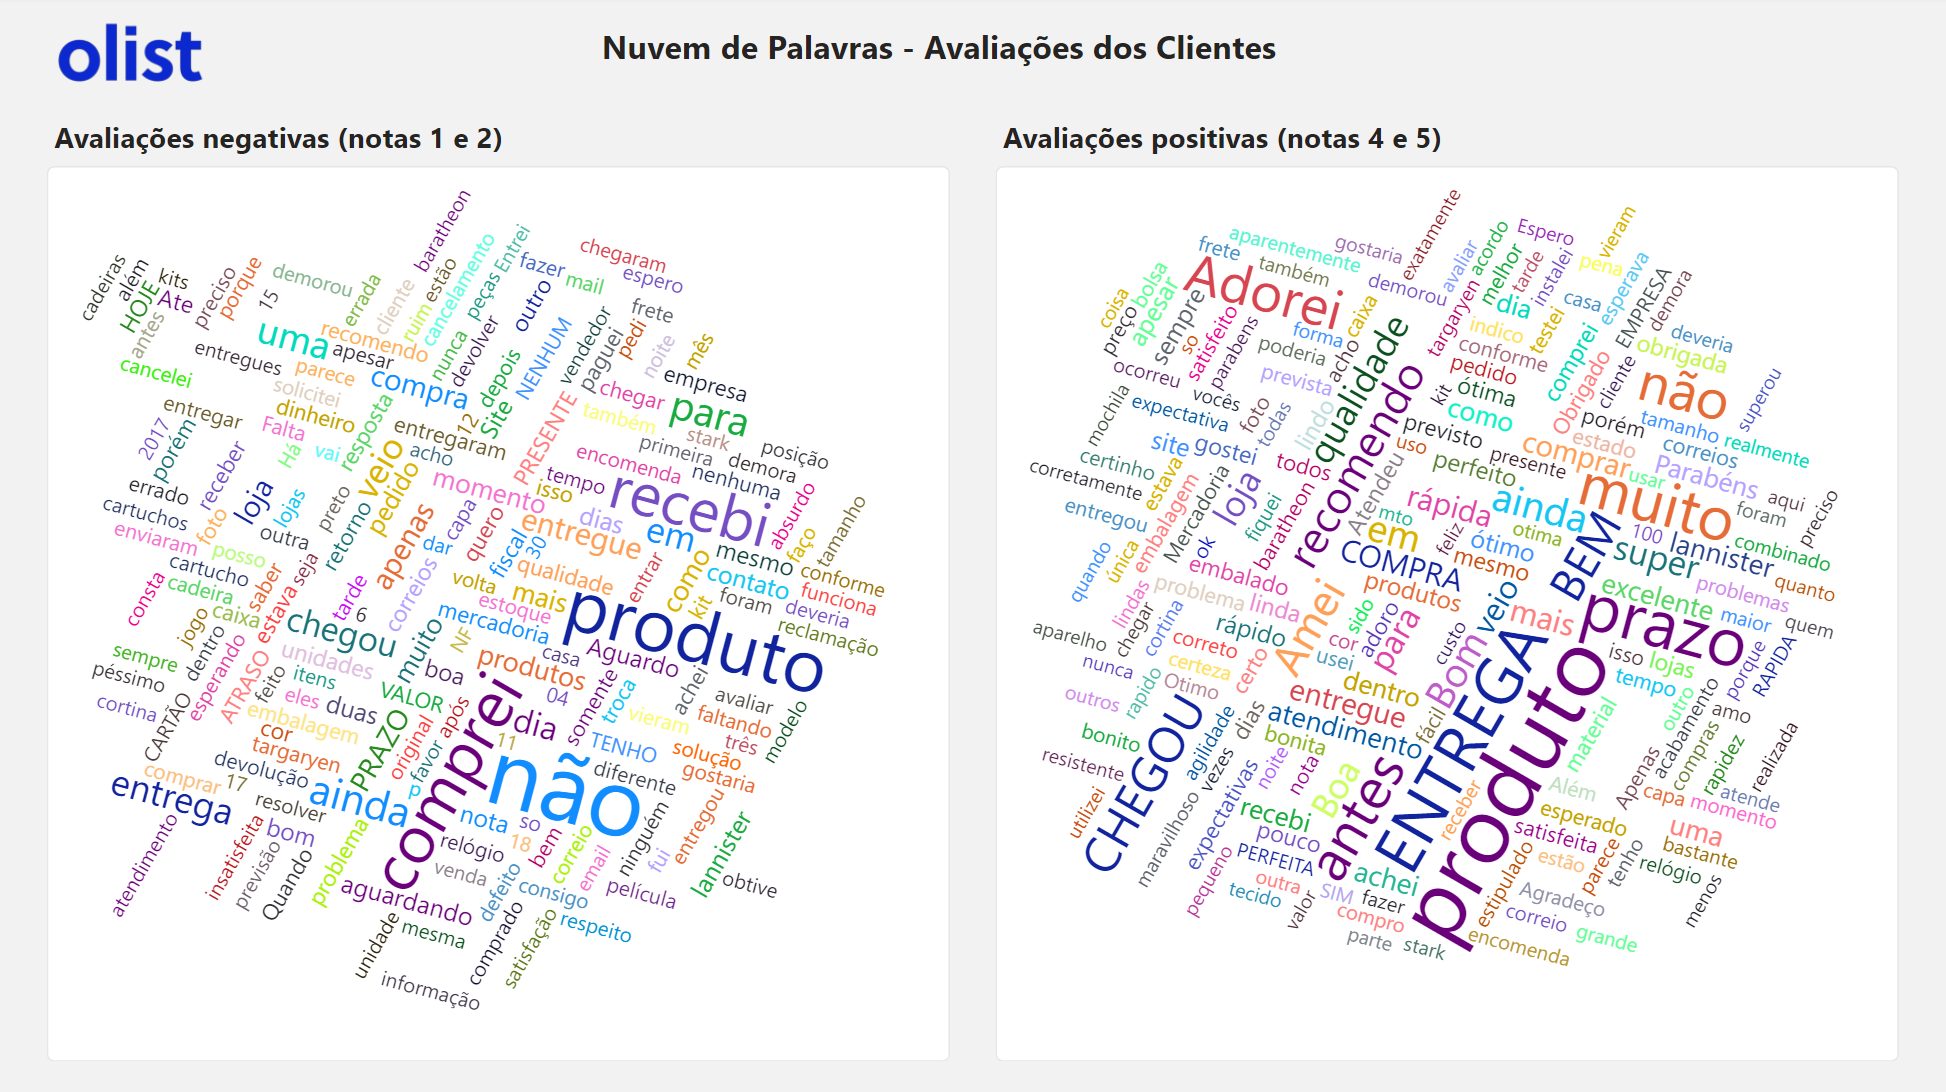 olist
Nuvem de Palavras - Avaliações dos Clientes
Avaliações negativas (notas 1 e 2)
cadeiras
além
kits
HOJE
Ate
antes
preciso
porque
15
demorou
errada
cliente
ruim
estão
cancelamento
baratheon
peças
Entrei
fazer
mail
chegaram
espero
frete
outro
uma
recomendo
apesar
entregues
parece
compra
nunca
devolver
depois
NENHUM
vendedor
paguei
pedi
noite
mês
empresa
cancelei
solicitei
dinheiro
resposta
12
Site
PRESENTE
chegar
também
para
stark
primeira
demora
posição
entregar
2017
porém
Falta
Há
vai
veio
entregaram
acho
encomenda
nenhuma
absurdo
tamanho
errado
receber
loja
lojas
preto
pedido
momento
tempo
isso
recebi
cartuchos
enviaram
foto
posso
outra
retorno
apenas
capa
quero
entregue
dias
em
mesmo
faço
conforme
cartucho
cadeira
saber
seja
dar
fiscal
30
qualidade
entrar
como
contato
funciona
consta
caixa
estava
tarde
6
correios
volta
mais
estoque
kit
foram
deveria
reclamação
jogo
dentro
chegou
muito
mercadoria
NF
produto
sempre
péssimo
esperando
ATRASO
unidades
boa
produtos
casa
Aguardo
achei
avaliar
cortina
CARTÃO
feito
itens
eles
duas
VALOR
após
04
somente
troca
vieram
faltando
modelo
embalagem
cor
targaryen
PRAZO
original
favor
comprei
dia
11
TENHO
solução
três
gostaria
comprar
17
devolução
ainda
p
não
diferente
entrega
resolver
nota
so
18
bem
ninguém
entregou
atendimento
insatisfeita
bom
problema
relógio
venda
correio
email
fui
lannister
previsão
Quando
aguardando
defeito
consigo
película
obtive
unidade
mesma
comprado
satisfação
respeito
informação
Avaliações positivas (notas 4 e 5)
frete
aparentemente
gostaria
exatamente
acordo
Espero
vieram
coisa
bolsa
Adorei
também
demorou
avaliar
melhor
tarde
instalei
pena
esperava
EMPRESA
demora
preço
apesar
sempre
so
satisfeito
forma
caixa
targaryen
dia
testei
casa
deveria
ocorreu
parabens
poderia
acho
indico
conforme
comprei
obrigada
mochila
vocês
prevista
qualidade
pedido
Obrigado
cliente
não
superou
expectativa
foto
todas
lindo
kit
ótima
como
porém
tamanho
realmente
certinho
site
gostei
recomendo
previsto
uso
comprar
estado
correios
corretamente
estava
Mercadoria
loja
todos
Atendeu
perfeito
presente
usar
Parabéns
aqui
preciso
entregou
embalagem
fiquei
baratheon
mto
rápida
ainda
muito
foram
quando
única
ok
em
feliz
ótimo
otima
BEM
100
lannister
combinado
lindas
embalado
COMPRA
mesmo
super
quanto
problema
linda
Amei
produtos
veio
excelente
problemas
aparelho
chegar
cortina
rápido
sido
adoro
para
mais
prazo
maior
quem
nunca
correto
certeza
certo
cor
usei
custo
Bom
isso
lojas
porque
RAPIDA
outros
rapido
Otimo
entregue
dentro
ENTREGA
tempo
outro
bonito
CHEGOU
agilidade
dias
atendimento
fácil
produto
material
acabamento
amo
resistente
vezes
bonita
noite
nota
antes
Além
Apenas
compras
rapidez
realizada
utilizei
maravilhoso
expectativas
recebi
Boa
receber
esperado
capa
momento
atende
pouco
PERFEITA
achei
satisfeita
uma
bastante
pequeno
tecido
outra
valor
SIM
fazer
compro
estipulado
estão
parece
tenho
relógio
menos
parte
stark
Agradeço
correio
encomenda
grande